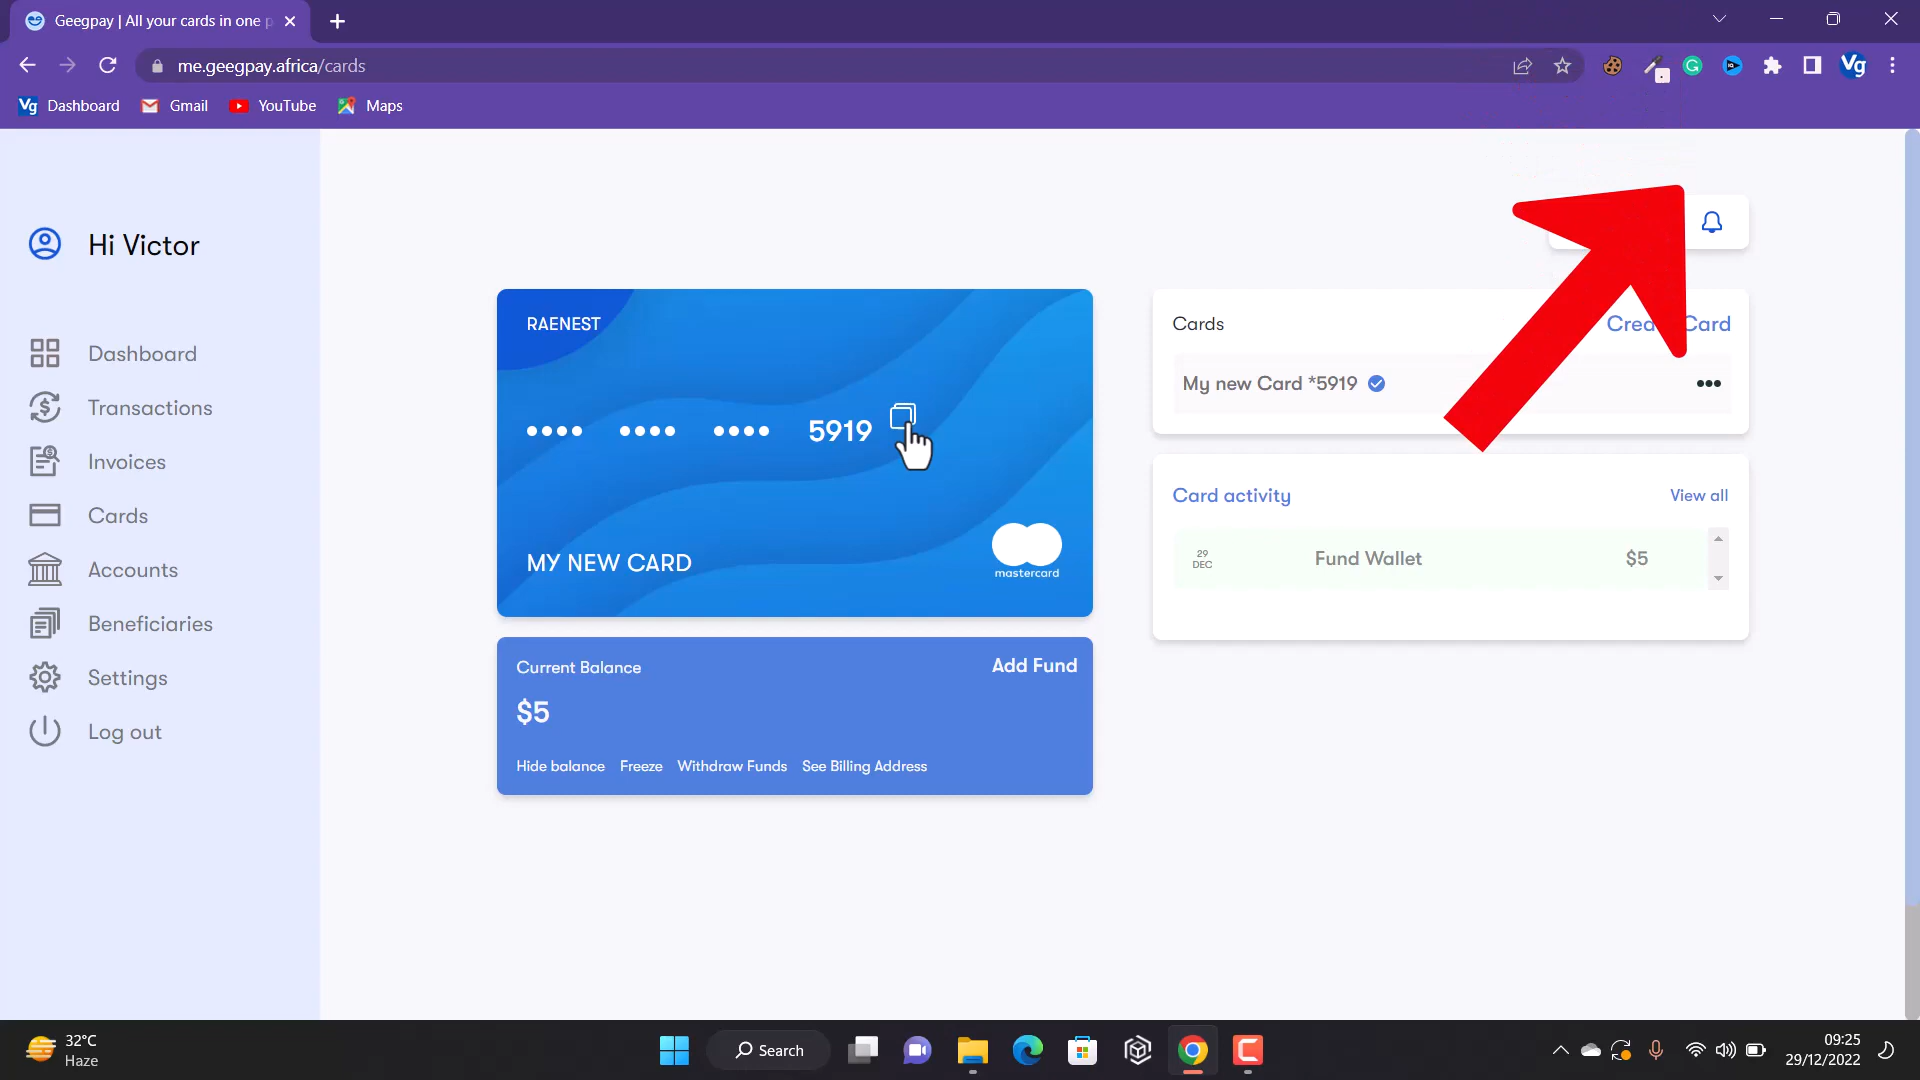 Geegpay | All your cards in one p
me.geegpay.africa/cards
Vg
Vg Dashboard Gmail YouTube Maps
Hi Victor
Dashboard
Transactions
Invoices
Cards
Accounts
Beneficiaries
Settings
Log out
RAENEST
5919
MY NEW CARD
mastercard
Current Balance
Add Fund
$5
Hide balance Freeze Withdraw Funds See Billing Address
Cards
Card
My new Card *5919
Card activity
View all
29
DEC
Fund Wallet
$5
32°C
Haze
Search
09:25
29/12/2022